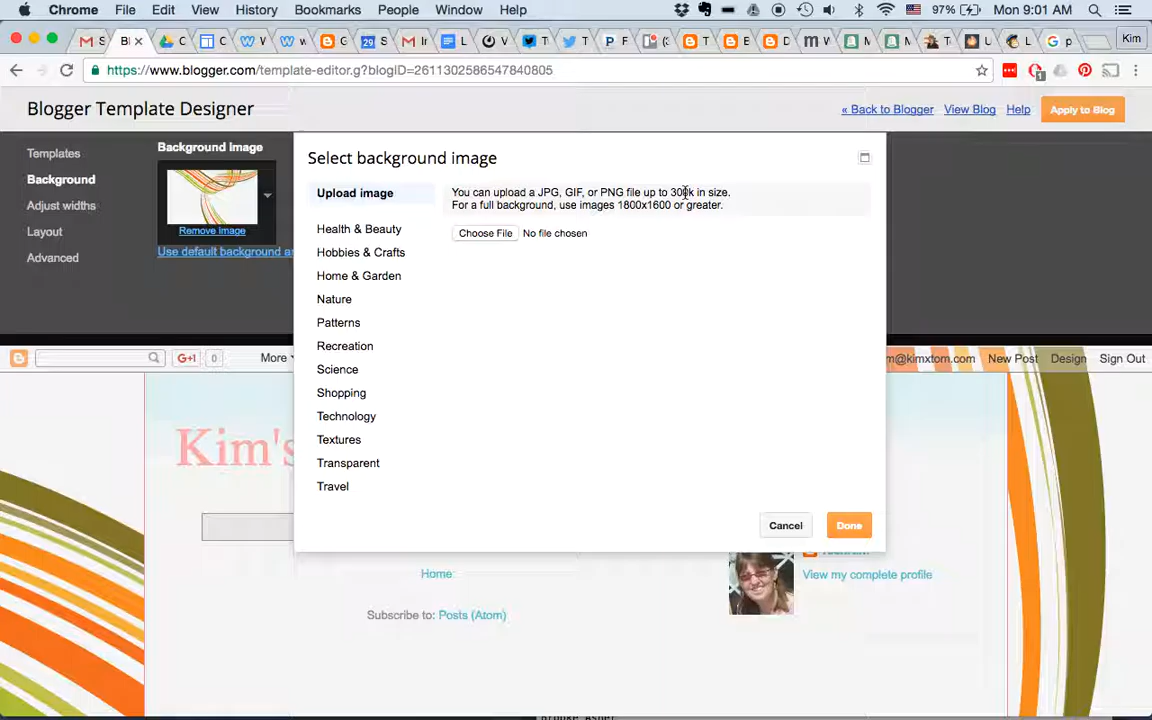 Chrome File Edit View History Bookmarks People Window Help 97% Mon 9:01 AM
Kim
https://www.blogger.com/template-editor.g?blogID=2611302586547840805
Blogger Template Designer « Back to Blogger View Blog Help Apply to Blog
Templates
Background
Adjust widths
Layout
Advanced
Background Image
Remove image
Use default background
Select background image
Upload image
Health & Beauty
Hobbies & Crafts
Home & Garden
Nature
Patterns
Recreation
Science
Shopping
Technology
Textures
Transparent
Travel
You can upload a JPG, GIF, or PNG file up to 300k in size.
For a full background, use images 1800x1600 or greater.
Choose File No file chosen
Cancel Done
G+1 0 More
@kimxtom.com New Post Design Sign Out
Kim's
Home
View my complete profile
Subscribe to: Posts (Atom)